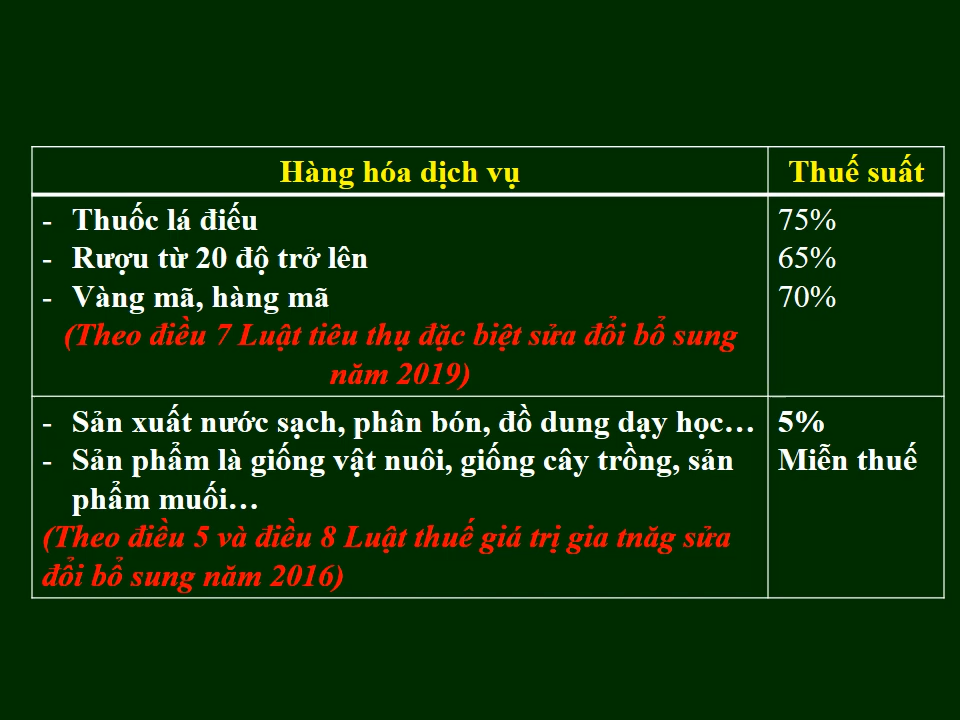 Hàng hóa dịch vụ
Thuế suất
- Thuốc lá điếu
75%
- Rượu từ 20 độ trở lên
65%
- Vàng mã, hàng mã
70%
(Theo điều 7 Luật tiêu thụ đặc biệt sửa đổi bổ sung
năm 2019)
- Sản xuất nước sạch, phân bón, đồ dung dạy học…
5%
- Sản phẩm là giống vật nuôi, giống cây trồng, sản
Miễn thuế
phẩm muối…
(Theo điều 5 và điều 8 Luật thuế giá trị gia tnăg sửa
đổi bổ sung năm 2016)